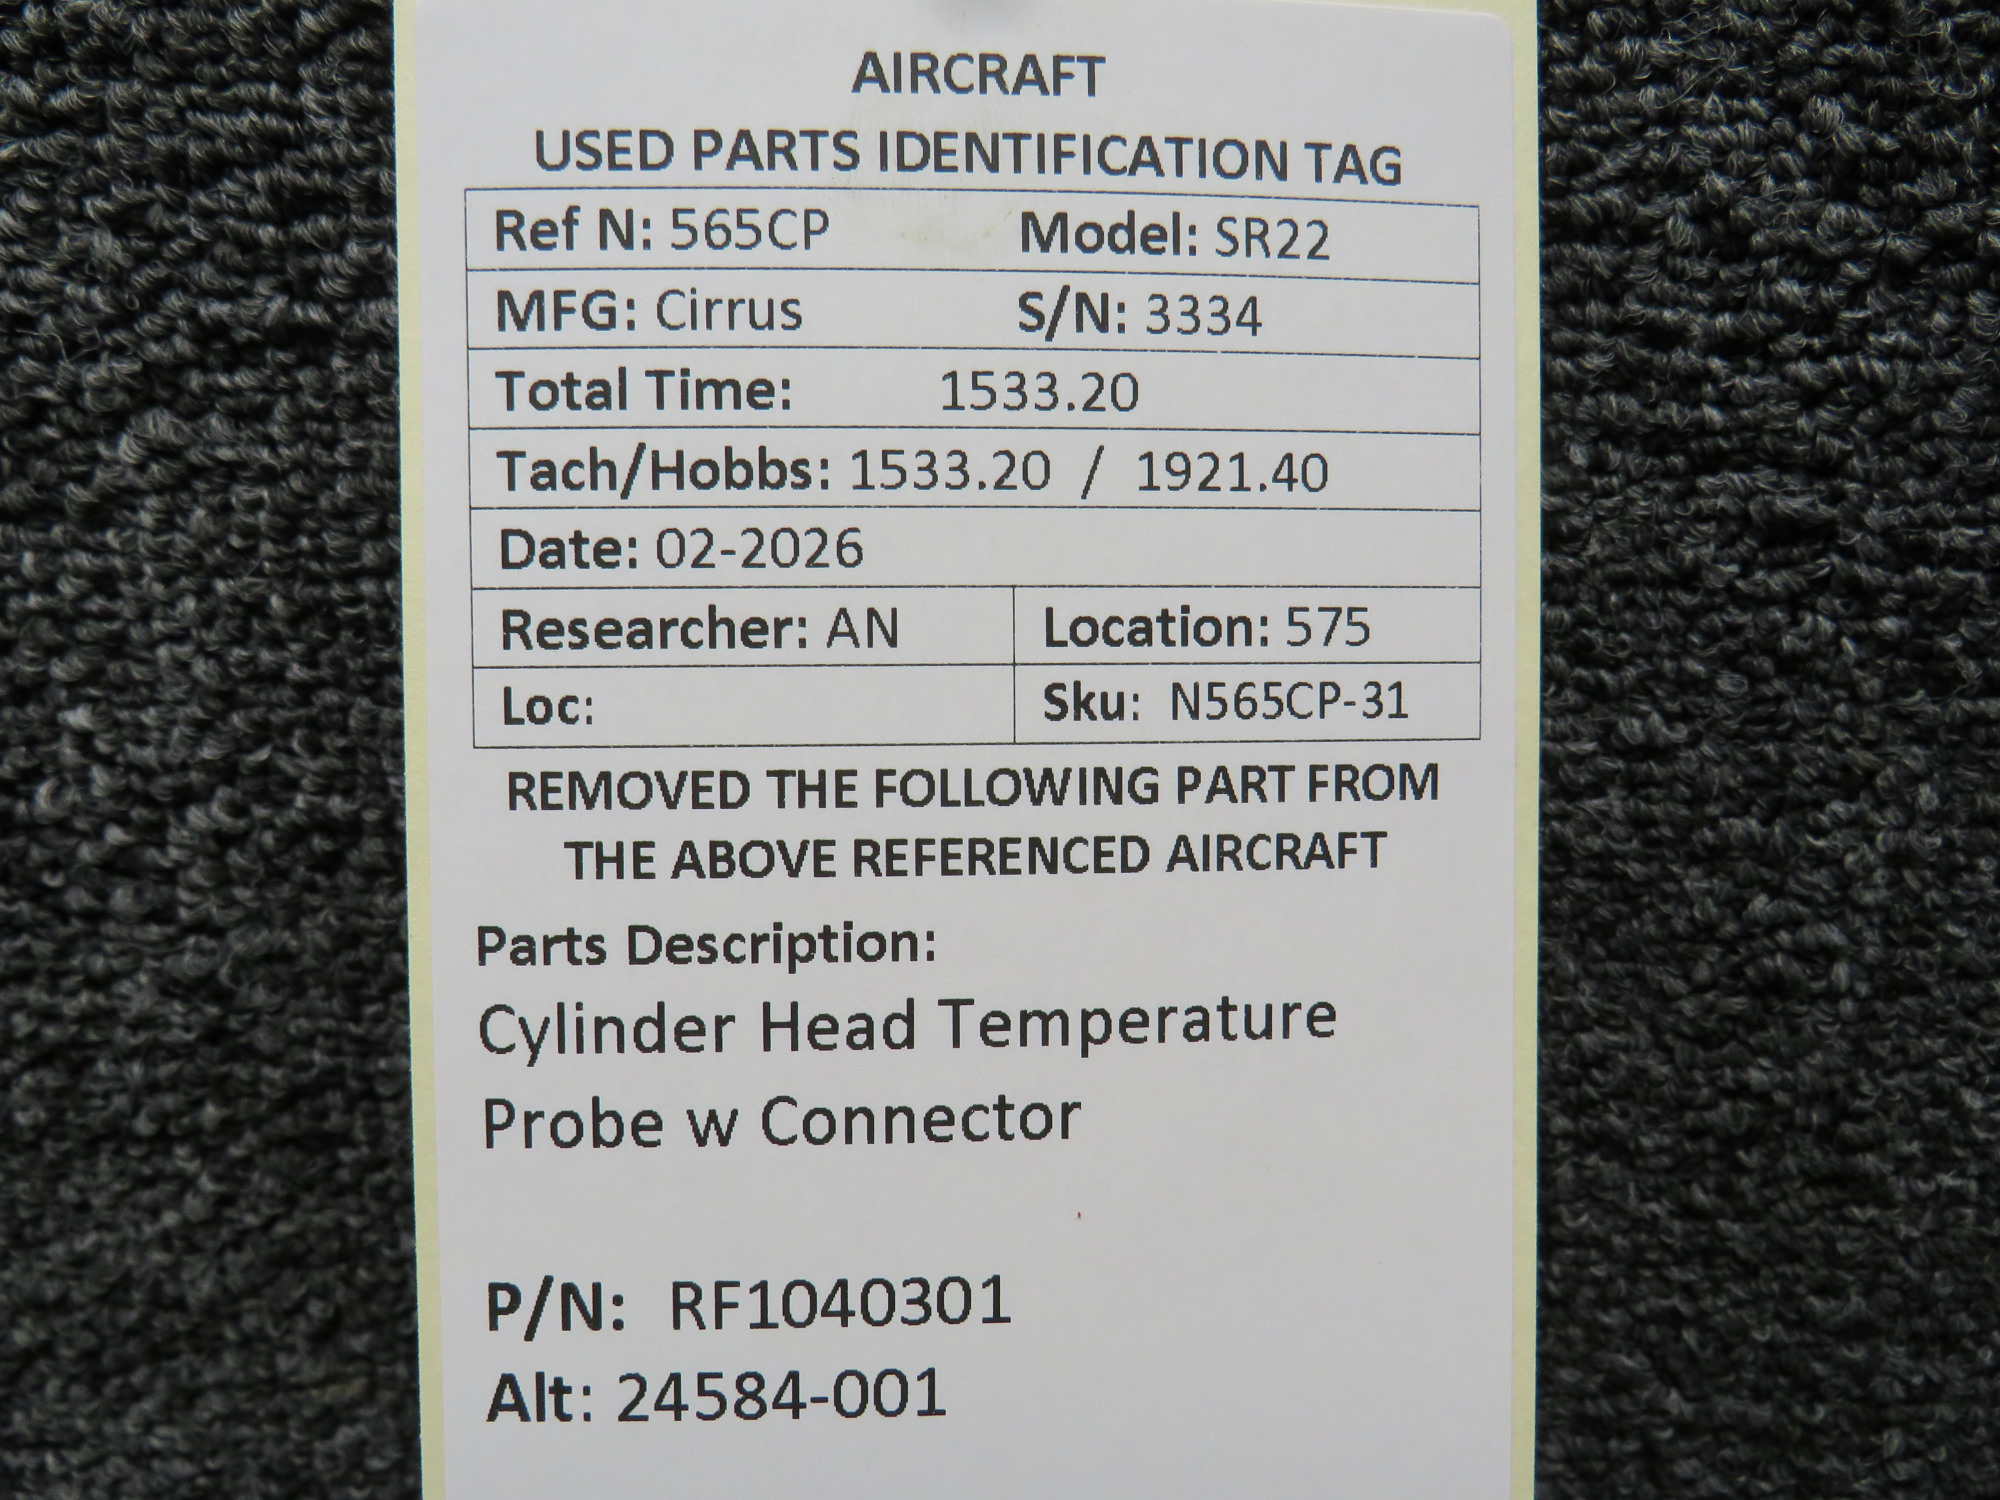 AIRCRAFT
USED PARTS IDENTIFICATION TAG
Ref N: 565CP Model: SR22
MFG: Cirrus S/N: 3334
Total Time: 1533.20
Tach/Hobbs: 1533.20 / 1921.40
Date: 02-2026
Researcher: AN Location: 575
Loc: Sku: N565CP-31
REMOVED THE FOLLOWING PART FROM
THE ABOVE REFERENCED AIRCRAFT
Parts Description:
Cylinder Head Temperature
Probe w Connector
P/N: RF1040301
Alt: 24584-001